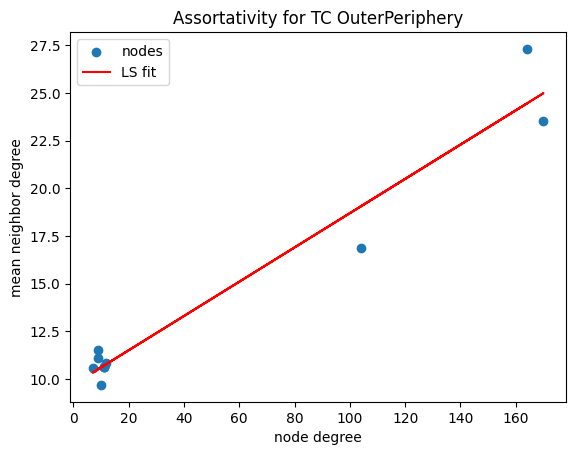 Assortativity for TC OuterPeriphery
nodes
LS fit
27.5
25.0
22.5
20.0
17.5
15.0
12.5
10.0
mean neighbor degree
0 20 40 60 80 100 120 140 160
node degree